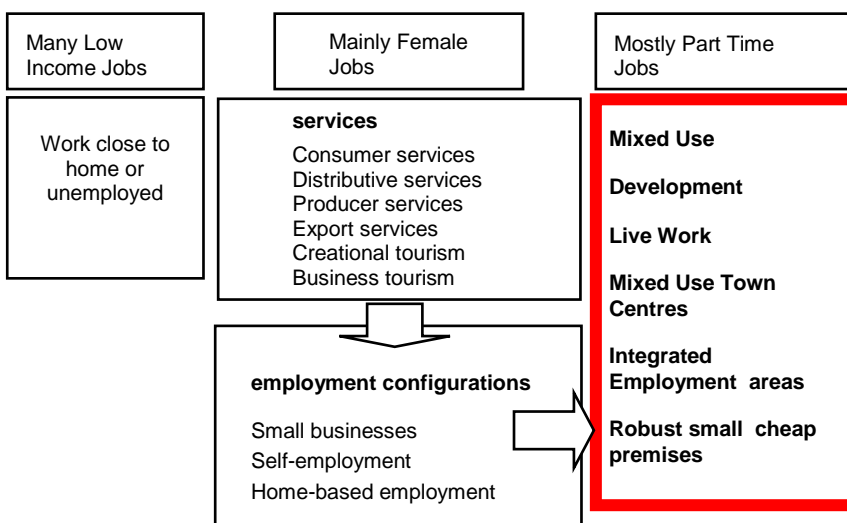 Many Low
Income Jobs
Mainly Female
Jobs
Mostly Part Time
Jobs
Work close to
home or
unemployed
services
Consumer services
Distributive services
Producer services
Export services
Creational tourism
Business tourism
employment configurations
Small businesses
Self-employment
Home-based employment
Mixed Use
Development
Live Work
Mixed Use Town
Centres
Integrated
Employment areas
Robust small cheap
premises